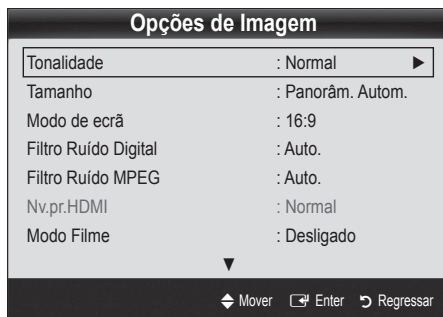 Opções de Imagem
Tonalidade : Normal ▶
Tamanho : Panorâm. Autom.
Modo de ecrã : 16:9
Filtro Ruído Digital : Auto.
Filtro Ruído MPEG : Auto.
Nv.pr.HDMI : Normal
Modo Filme : Desligado
▼
Mover Enter Regressar